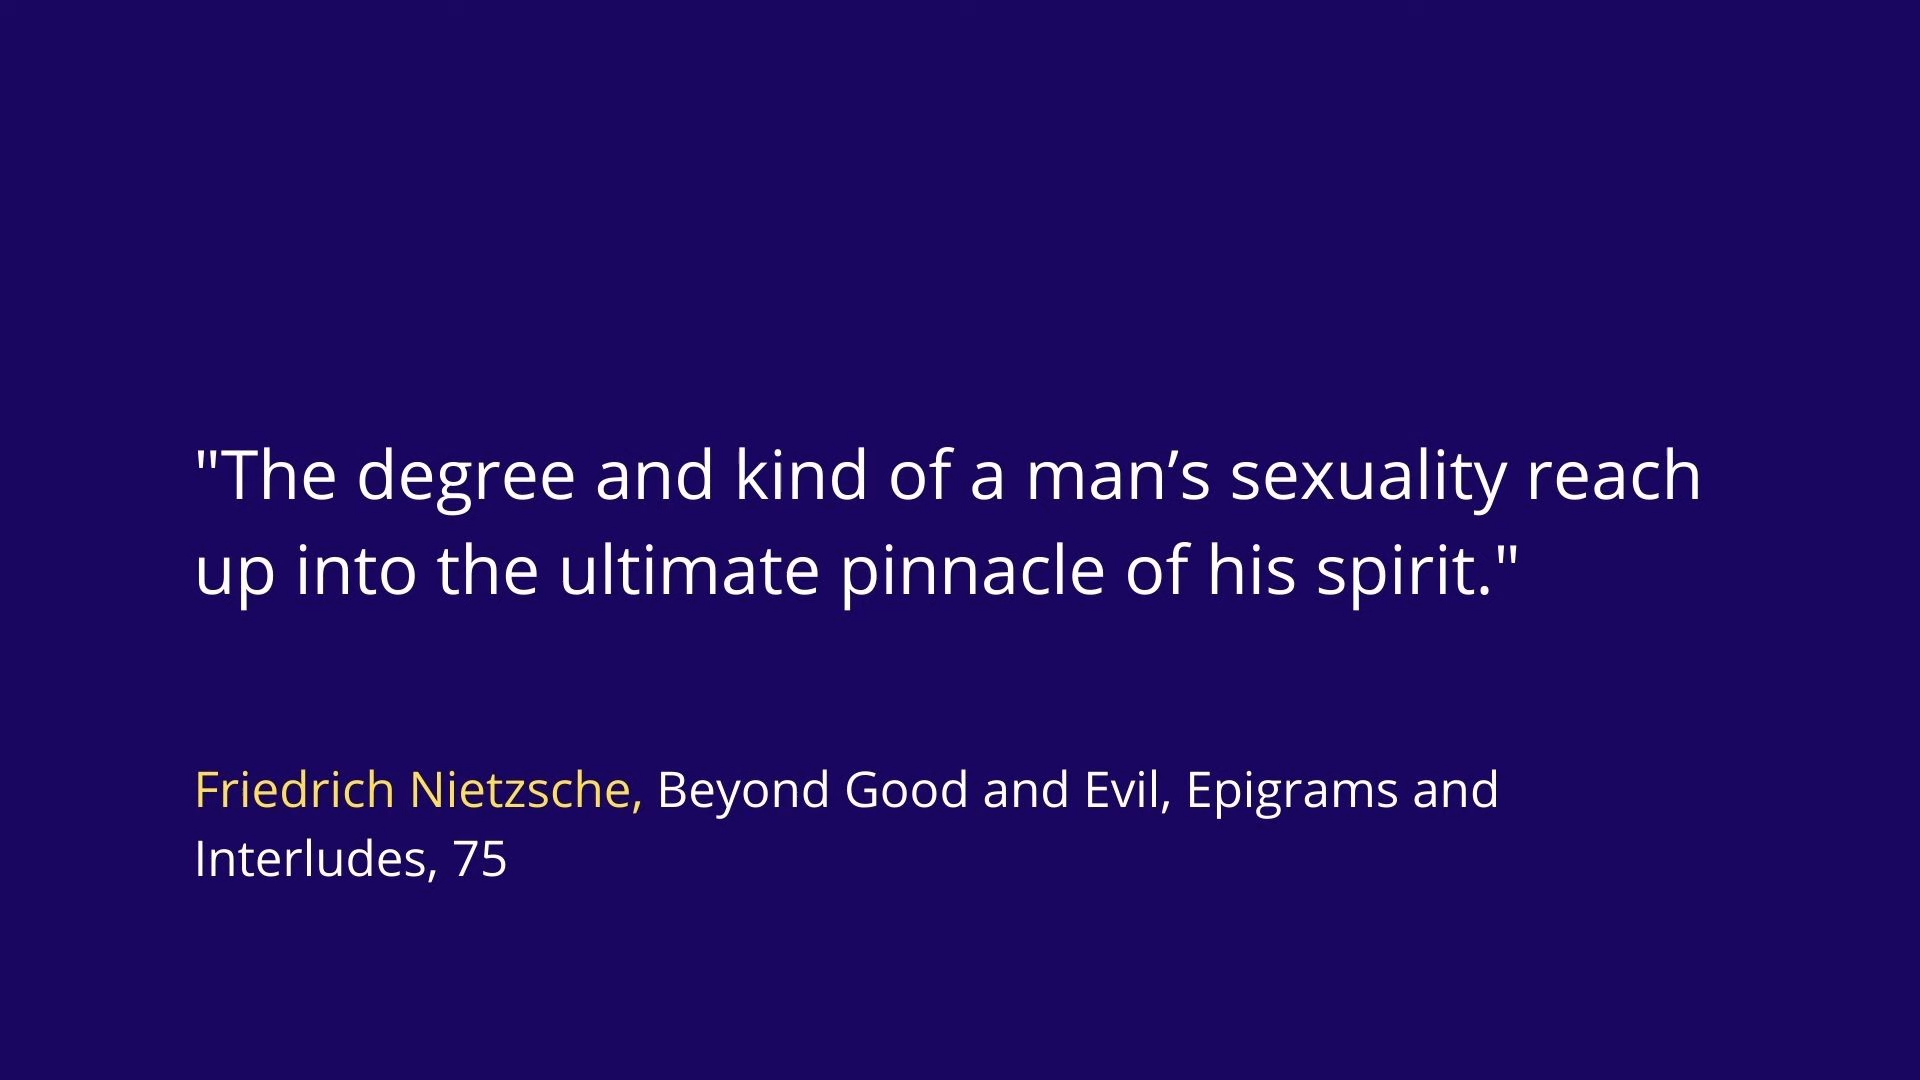 "The degree and kind of a man’s sexuality reach
up into the ultimate pinnacle of his spirit."
Friedrich Nietzsche, Beyond Good and Evil, Epigrams and
Interludes, 75